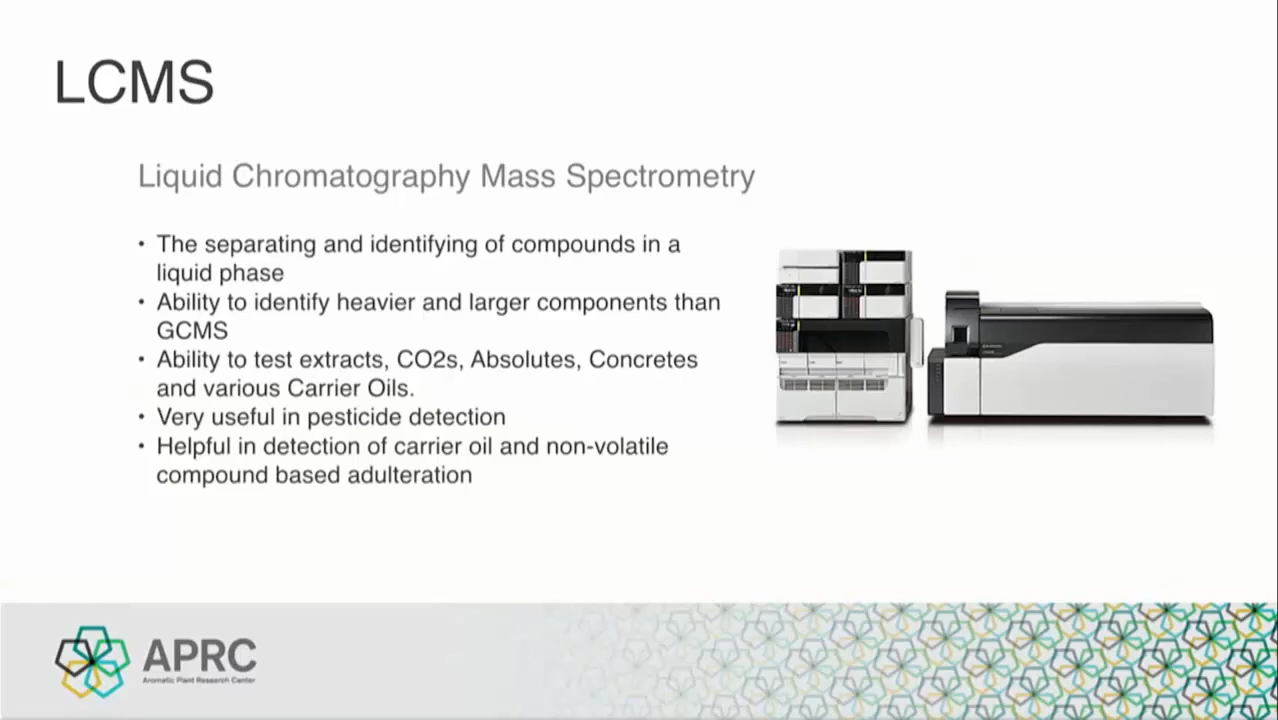 LCMS
Liquid Chromatography Mass Spectrometry
• The separating and identifying of compounds in a
liquid phase
• Ability to identify heavier and larger components than
GCMS
• Ability to test extracts, CO2s, Absolutes, Concretes
and various Carrier Oils.
• Very useful in pesticide detection
• Helpful in detection of carrier oil and non-volatile
compound based adulteration
APRC
Aromatic Plant Research Center